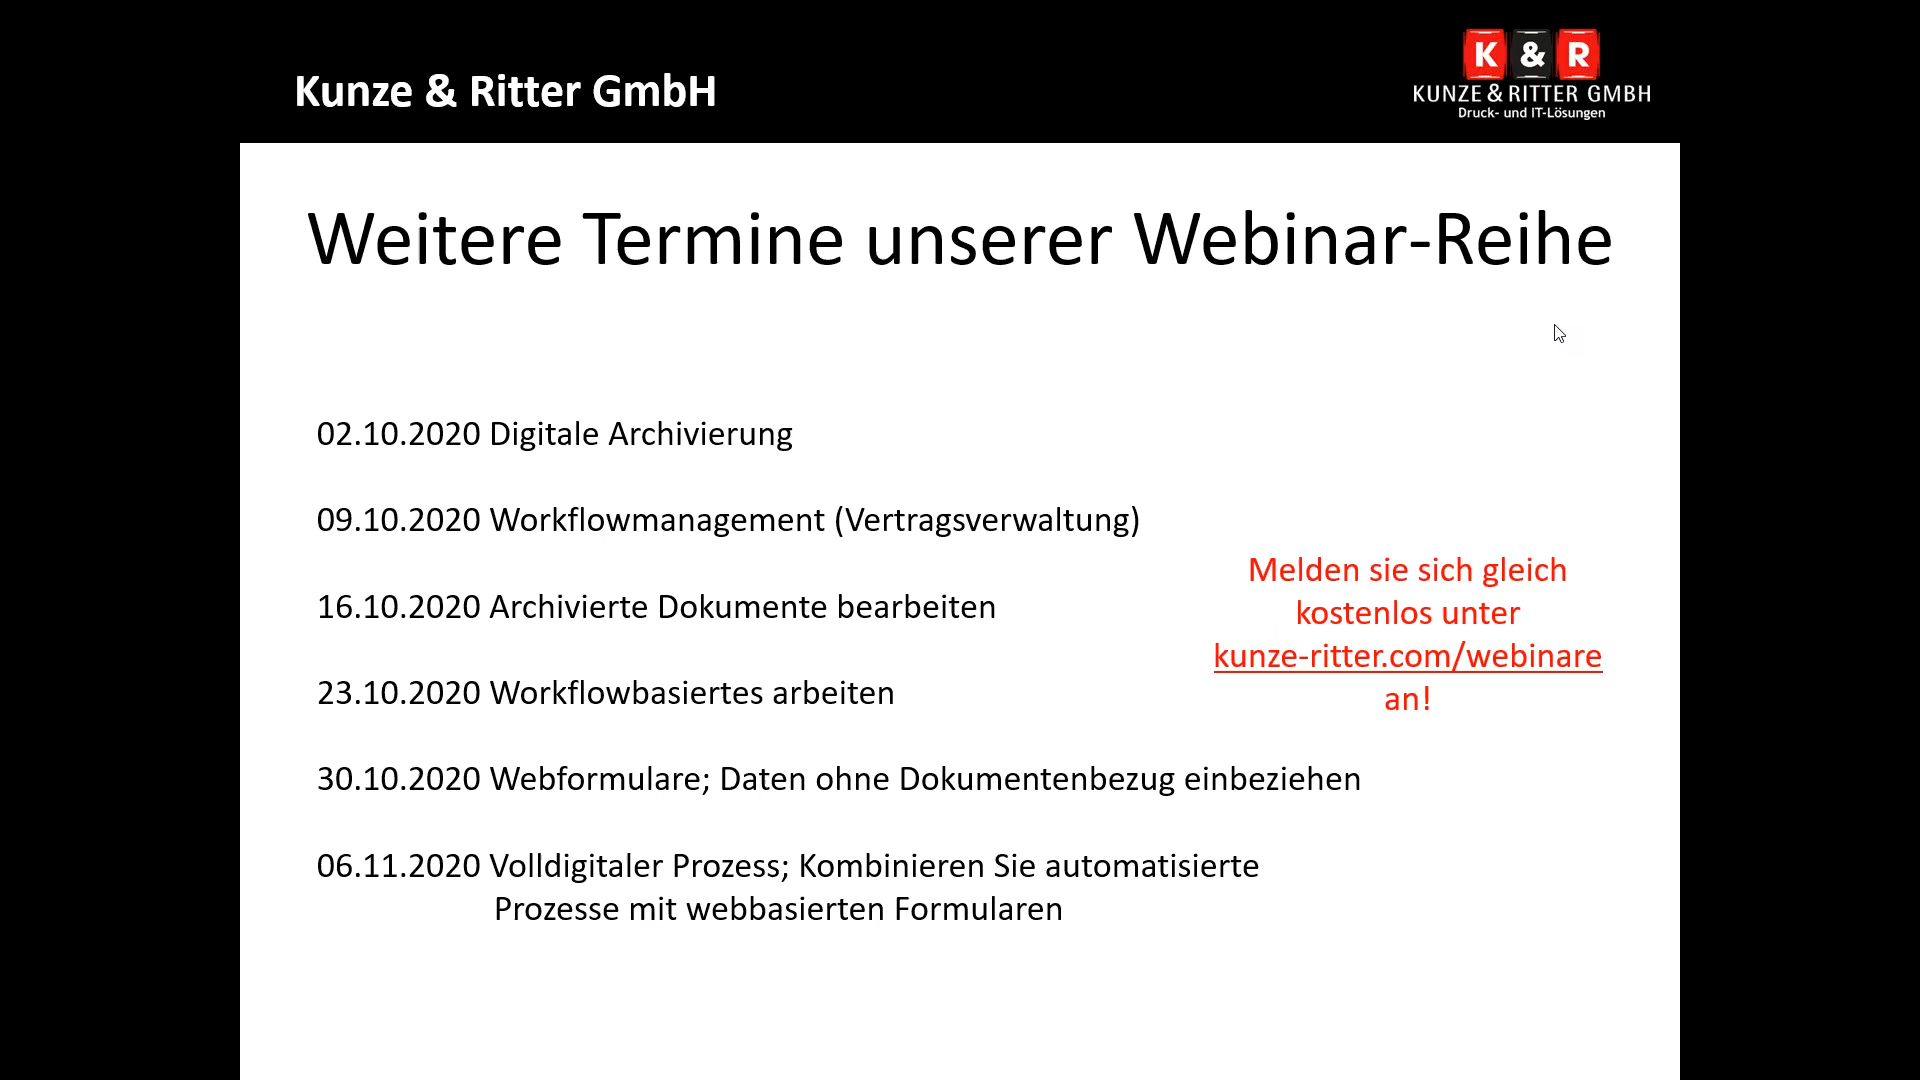 Kunze & Ritter GmbH
K & R
KUNZE & RITTER GMBH
Druck- und IT-Lösungen
Weitere Termine unserer Webinar-Reihe
02.10.2020 Digitale Archivierung
09.10.2020 Workflowmanagement (Vertragsverwaltung)
16.10.2020 Archivierte Dokumente bearbeiten
23.10.2020 Workflowbasiertes arbeiten
30.10.2020 Webformulare; Daten ohne Dokumentenbezug einbeziehen
06.11.2020 Volldigitaler Prozess; Kombinieren Sie automatisierte
Prozesse mit webbasierten Formularen
Melden sie sich gleich
kostenlos unter
kunze-ritter.com/webinare
an!